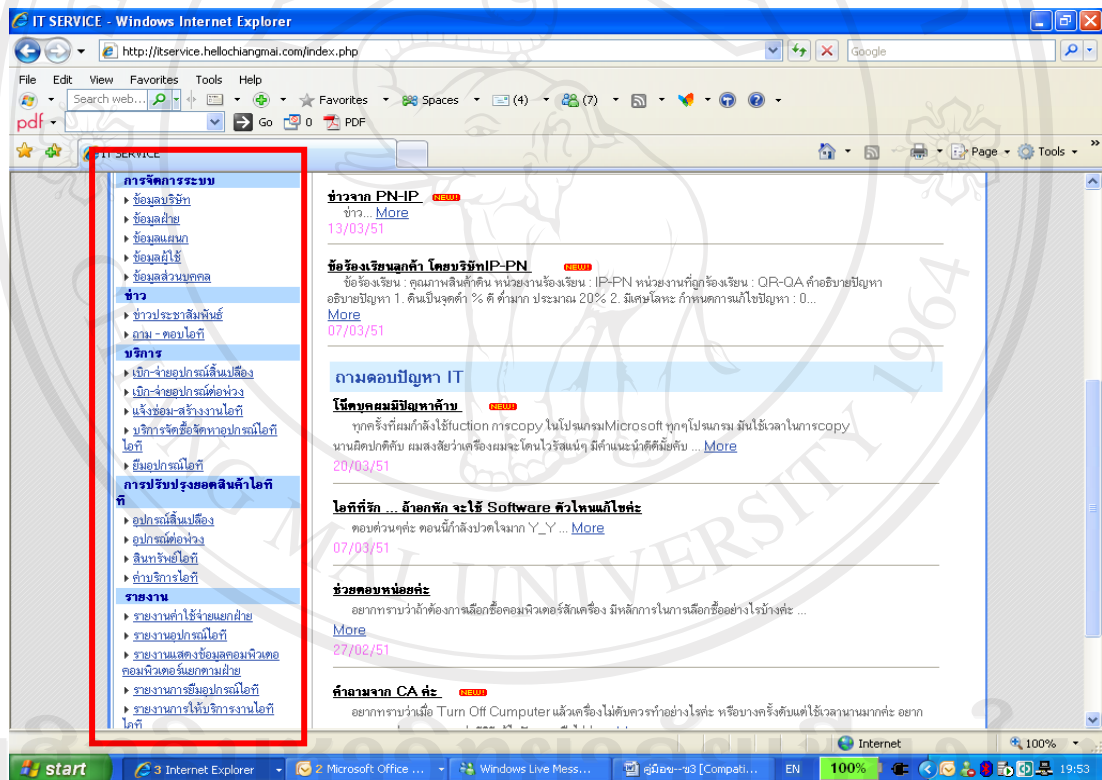 IT SERVICE - Windows Internet Explorer
http://itservice.hellochiangmai.com/index.php
Google
File Edit View Favorites Tools Help
Search web... Favorites Spaces (4) (7)
pdf Go 0 PDF
IT SERVICE
Page Tools
การจัดการระบบ
ข้อมูลบริษัท
ข้อมูลฝ่าย
ข้อมูลแผนก
ข้อมูลผู้ใช้
ข้อมูลส่วนบุคคล
ข่าว
ข่าวประชาสัมพันธ์
ถาม - ตอบไอที
บริการ
เบิก-จ่ายอุปกรณ์สิ้นเปลือง
เบิก-จ่ายอุปกรณ์ต่อพ่วง
แจ้งซ่อม-สร้างงานไอที
บริการจัดซื้อจัดหาอุปกรณ์ไอที
ไอที
ยืมอุปกรณ์ไอที
การปรับปรุงยอดสินค้าไอที
ที
อุปกรณ์สิ้นเปลือง
อุปกรณ์ต่อพ่วง
สินทรัพย์ไอที
ค่าบริการไอที
รายงาน
รายงานค่าใช้จ่ายแยกฝ่าย
รายงานอุปกรณ์ไอที
รายงานแสดงข้อมูลคอมพิวเตอ
คอมพิวเตอร์แยกตามฝ่าย
รายงานการยืมอุปกรณ์ไอที
รายงานการให้บริการงานไอที
ไอที
ข่าวจาก PN-IP NEW!
ข่าว... More
13/03/51
ข้อร้องเรียนลูกค้า โดยบริษัทIP-PN NEW!
ข้อร้องเรียน : คุณภาพสินค้าดิน หน่วยงานร้องเรียน : IP-PN หน่วยงานที่ถูกร้องเรียน : QR-QA คำอธิบายปัญหา
อธิบายปัญหา 1. ดินเป็นจุดดำ % ดี ต่ำมาก ประมาณ 20% 2. มีเศษโลหะ กำหนดการแก้ไขปัญหา : 0...
More
07/03/51
ถามตอบปัญหา IT
โน๊ตบุคผมมีปัญหาค้าบ NEW!
ทุกครั้งที่ผมกำลังใช้fuction การcopy ในโปรแกรมMicrosoft ทุกๆโปรแกรม มันใช้เวลาในการcopy
นานผิดปกติคับ ผมสงสัยว่าเครื่องผมจะโดนไวรัสแน่ๆ มีคำแนะนำดีดีมั้ยคับ ... More
20/03/51
ไอทีที่รัก ... ถ้าอกหัก จะใช้ Software ตัวไหนแก้ไขค่ะ
ตอบด่วนๆค่ะ ตอนนี้กำลังปวดใจมาก Y_Y ... More
07/03/51
ช่วยตอบหน่อยค่ะ
อยากทราบว่าถ้าต้องการเลือกซื้อคอมพิวเตอร์สักเครื่อง มีหลักการในการเลือกซื้ออย่างไรบ้างค่ะ ...
More
27/02/51
คำถามจาก CA ค่ะ NEW!
อยากทราบว่าเมื่อ Turn Off Cumputer แล้วเครื่องไม่ดับควรทำอย่างไรค่ะ หรือบางครั้งดับแต่ใช้เวลานานมากค่ะ อยาก
Internet 100%
start 3 Internet Explorer 2 Microsoft Office ... Windows Live Mess... คู่มือข--ข3 [Compati... EN 100% 19:53